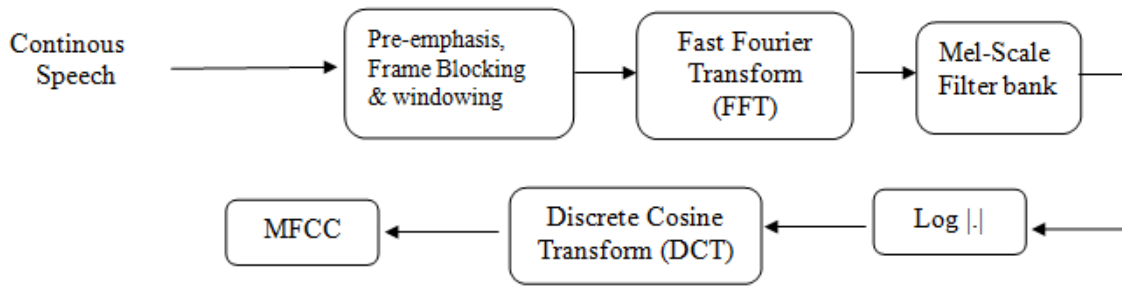 Continous
Speech
Pre-emphasis,
Frame Blocking
& windowing
Fast Fourier
Transform
(FFT)
Mel-Scale
Filter bank
Log |.|
Discrete Cosine
Transform (DCT)
MFCC